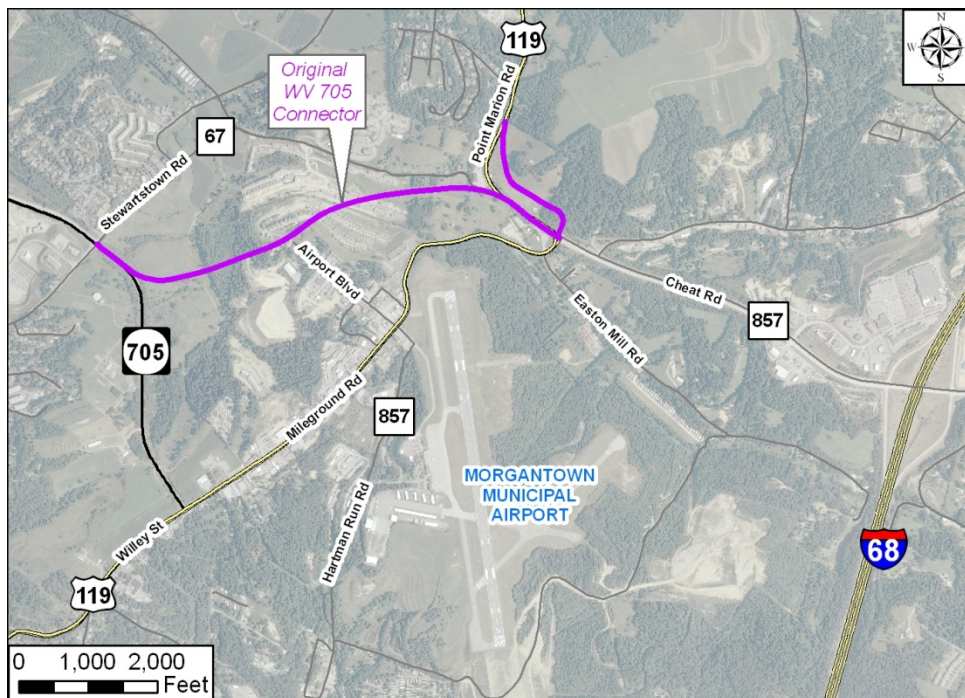 N
W E
S
119
Original
WV 705
Connector
Point Marion Rd
67
Stewartstown Rd
Airport Blvd
Cheat Rd
857
Easton Mill Rd
705
Mileground Rd
857
MORGANTOWN
MUNICIPAL
AIRPORT
Hartman Run Rd
Willey St
68
119
0 1,000 2,000
Feet